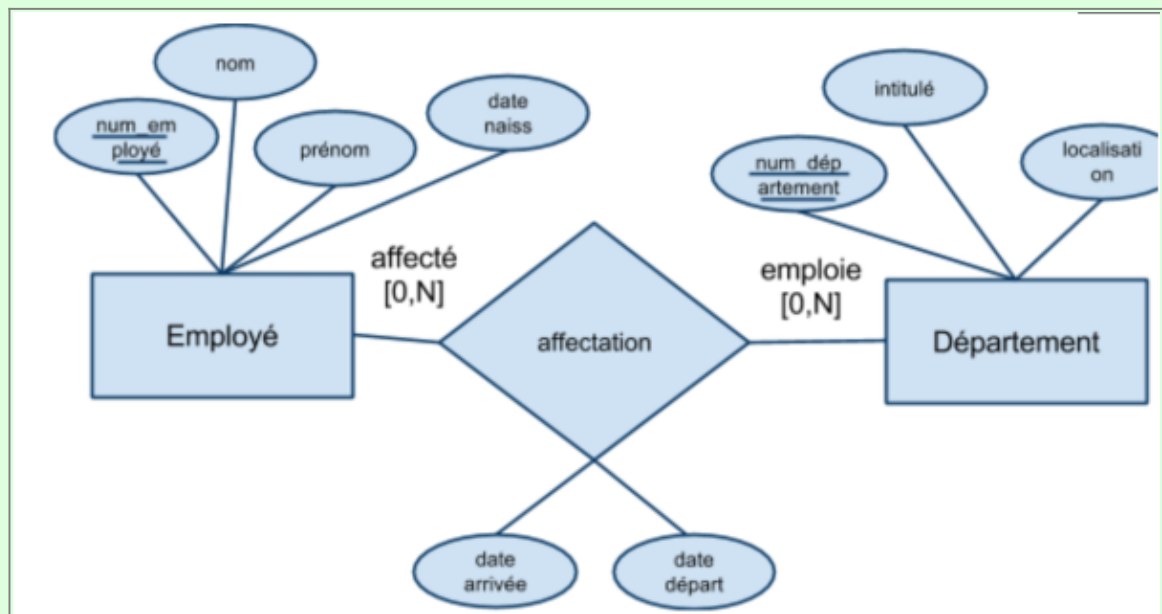 nom
num_em
ployé
prénom
date
naiss
intitulé
num_dép
artement
localisati
on
affecté
[0,N]
emploie
[0,N]
Employé
affectation
Département
date
arrivée
date
départ